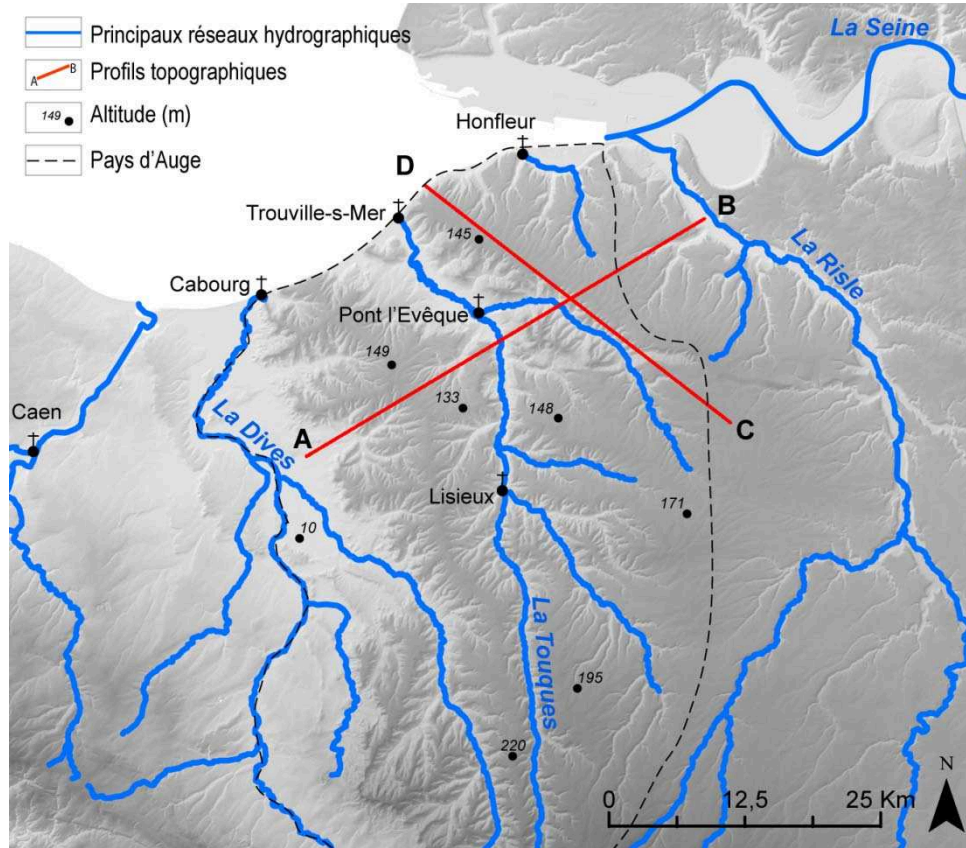 Principaux réseaux hydrographiques
A B Profils topographiques
149 Altitude (m)
Pays d'Auge
La Seine
Honfleur
D
B
Trouville-s-Mer
145
La Risle
Cabourg
Pont l'Evêque
149
133
148
C
Caen
La Dives
A
Lisieux
171
10
La Touques
195
220
N
0 12,5 25 Km